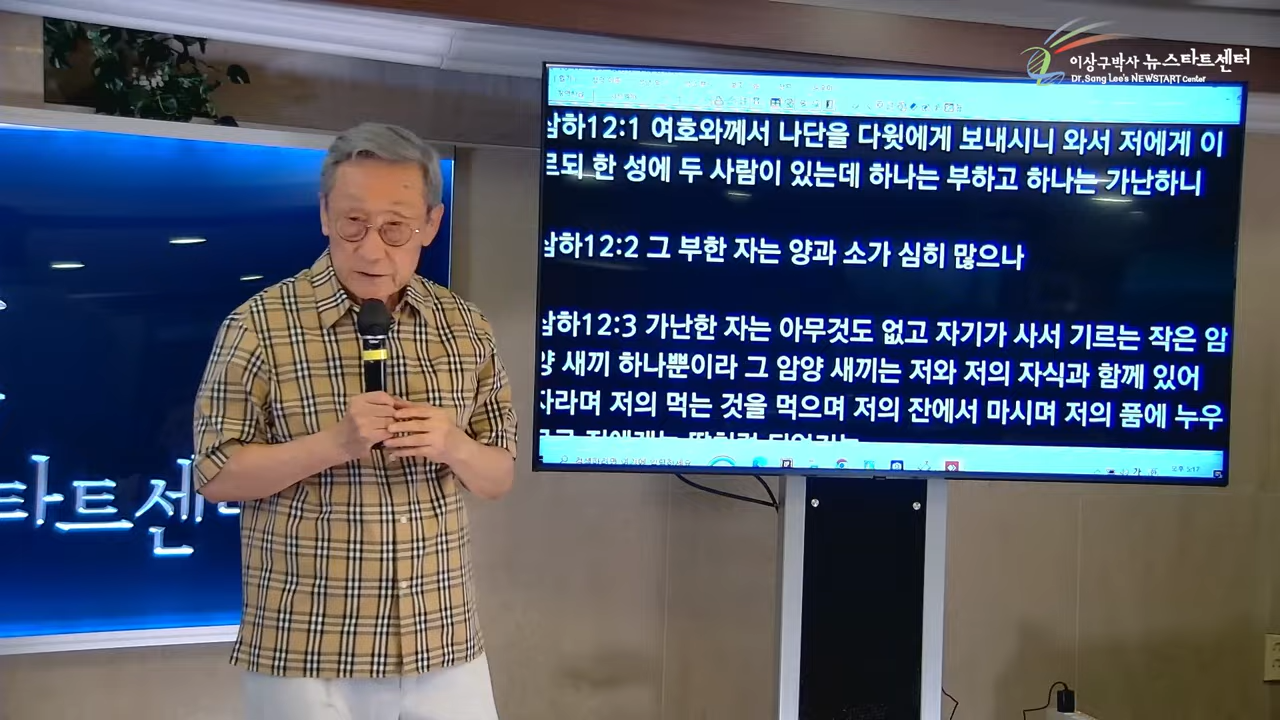 이상구박사 뉴스타트센터
Dr. Sang Lee's NEWSTART Center
삼하12:1 여호와께서 나단을 다윗에게 보내시니 와서 저에게 이
르되 한 성에 두 사람이 있는데 하나는 부하고 하나는 가난하니
삼하12:2 그 부한 자는 양과 소가 심히 많으나
삼하12:3 가난한 자는 아무것도 없고 자기가 사서 기르는 작은 암
양 새끼 하나뿐이라 그 암양 새끼는 저와 저의 자식과 함께 있어
자라며 저의 먹는 것을 먹으며 저의 잔에서 마시며 저의 품에 누우
타트센
오후 5:17